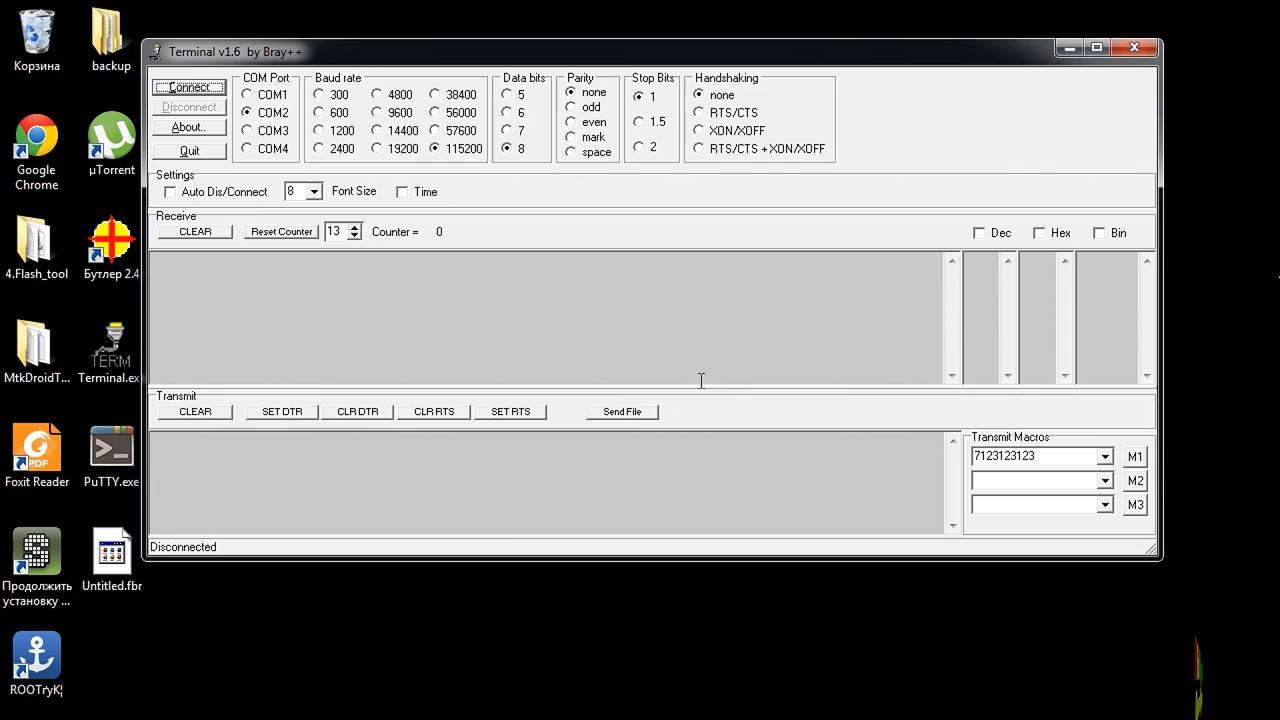 Корзина
backup
Google
Chrome
µTorrent
4.Flash_tool
Бутлер 2.4
MtkDroidT...
Terminal.ex
Foxit Reader
PuTTY.exe
Продолжить
установку ...
Untitled.fbr
ROOTryK
PDF
TERM
Terminal v1.6 by Bray++
Connect
Disconnect
About..
Quit
COM Port
COM1
COM2
COM3
COM4
Baud rate
300 4800 38400
600 9600 56000
1200 14400 57600
2400 19200 115200
Data bits
5
6
7
8
Parity
none
odd
even
mark
space
Stop Bits
1
1.5
2
Handshaking
none
RTS/CTS
XON/XOFF
RTS/CTS + XON/XOFF
Settings
Auto Dis/Connect 8 Font Size Time
Receive
CLEAR Reset Counter 13 Counter = 0 Dec Hex Bin
Transmit
CLEAR SET DTR CLR DTR CLR RTS SET RTS Send File
Transmit Macros
7123123123 M1
M2
M3
Disconnected